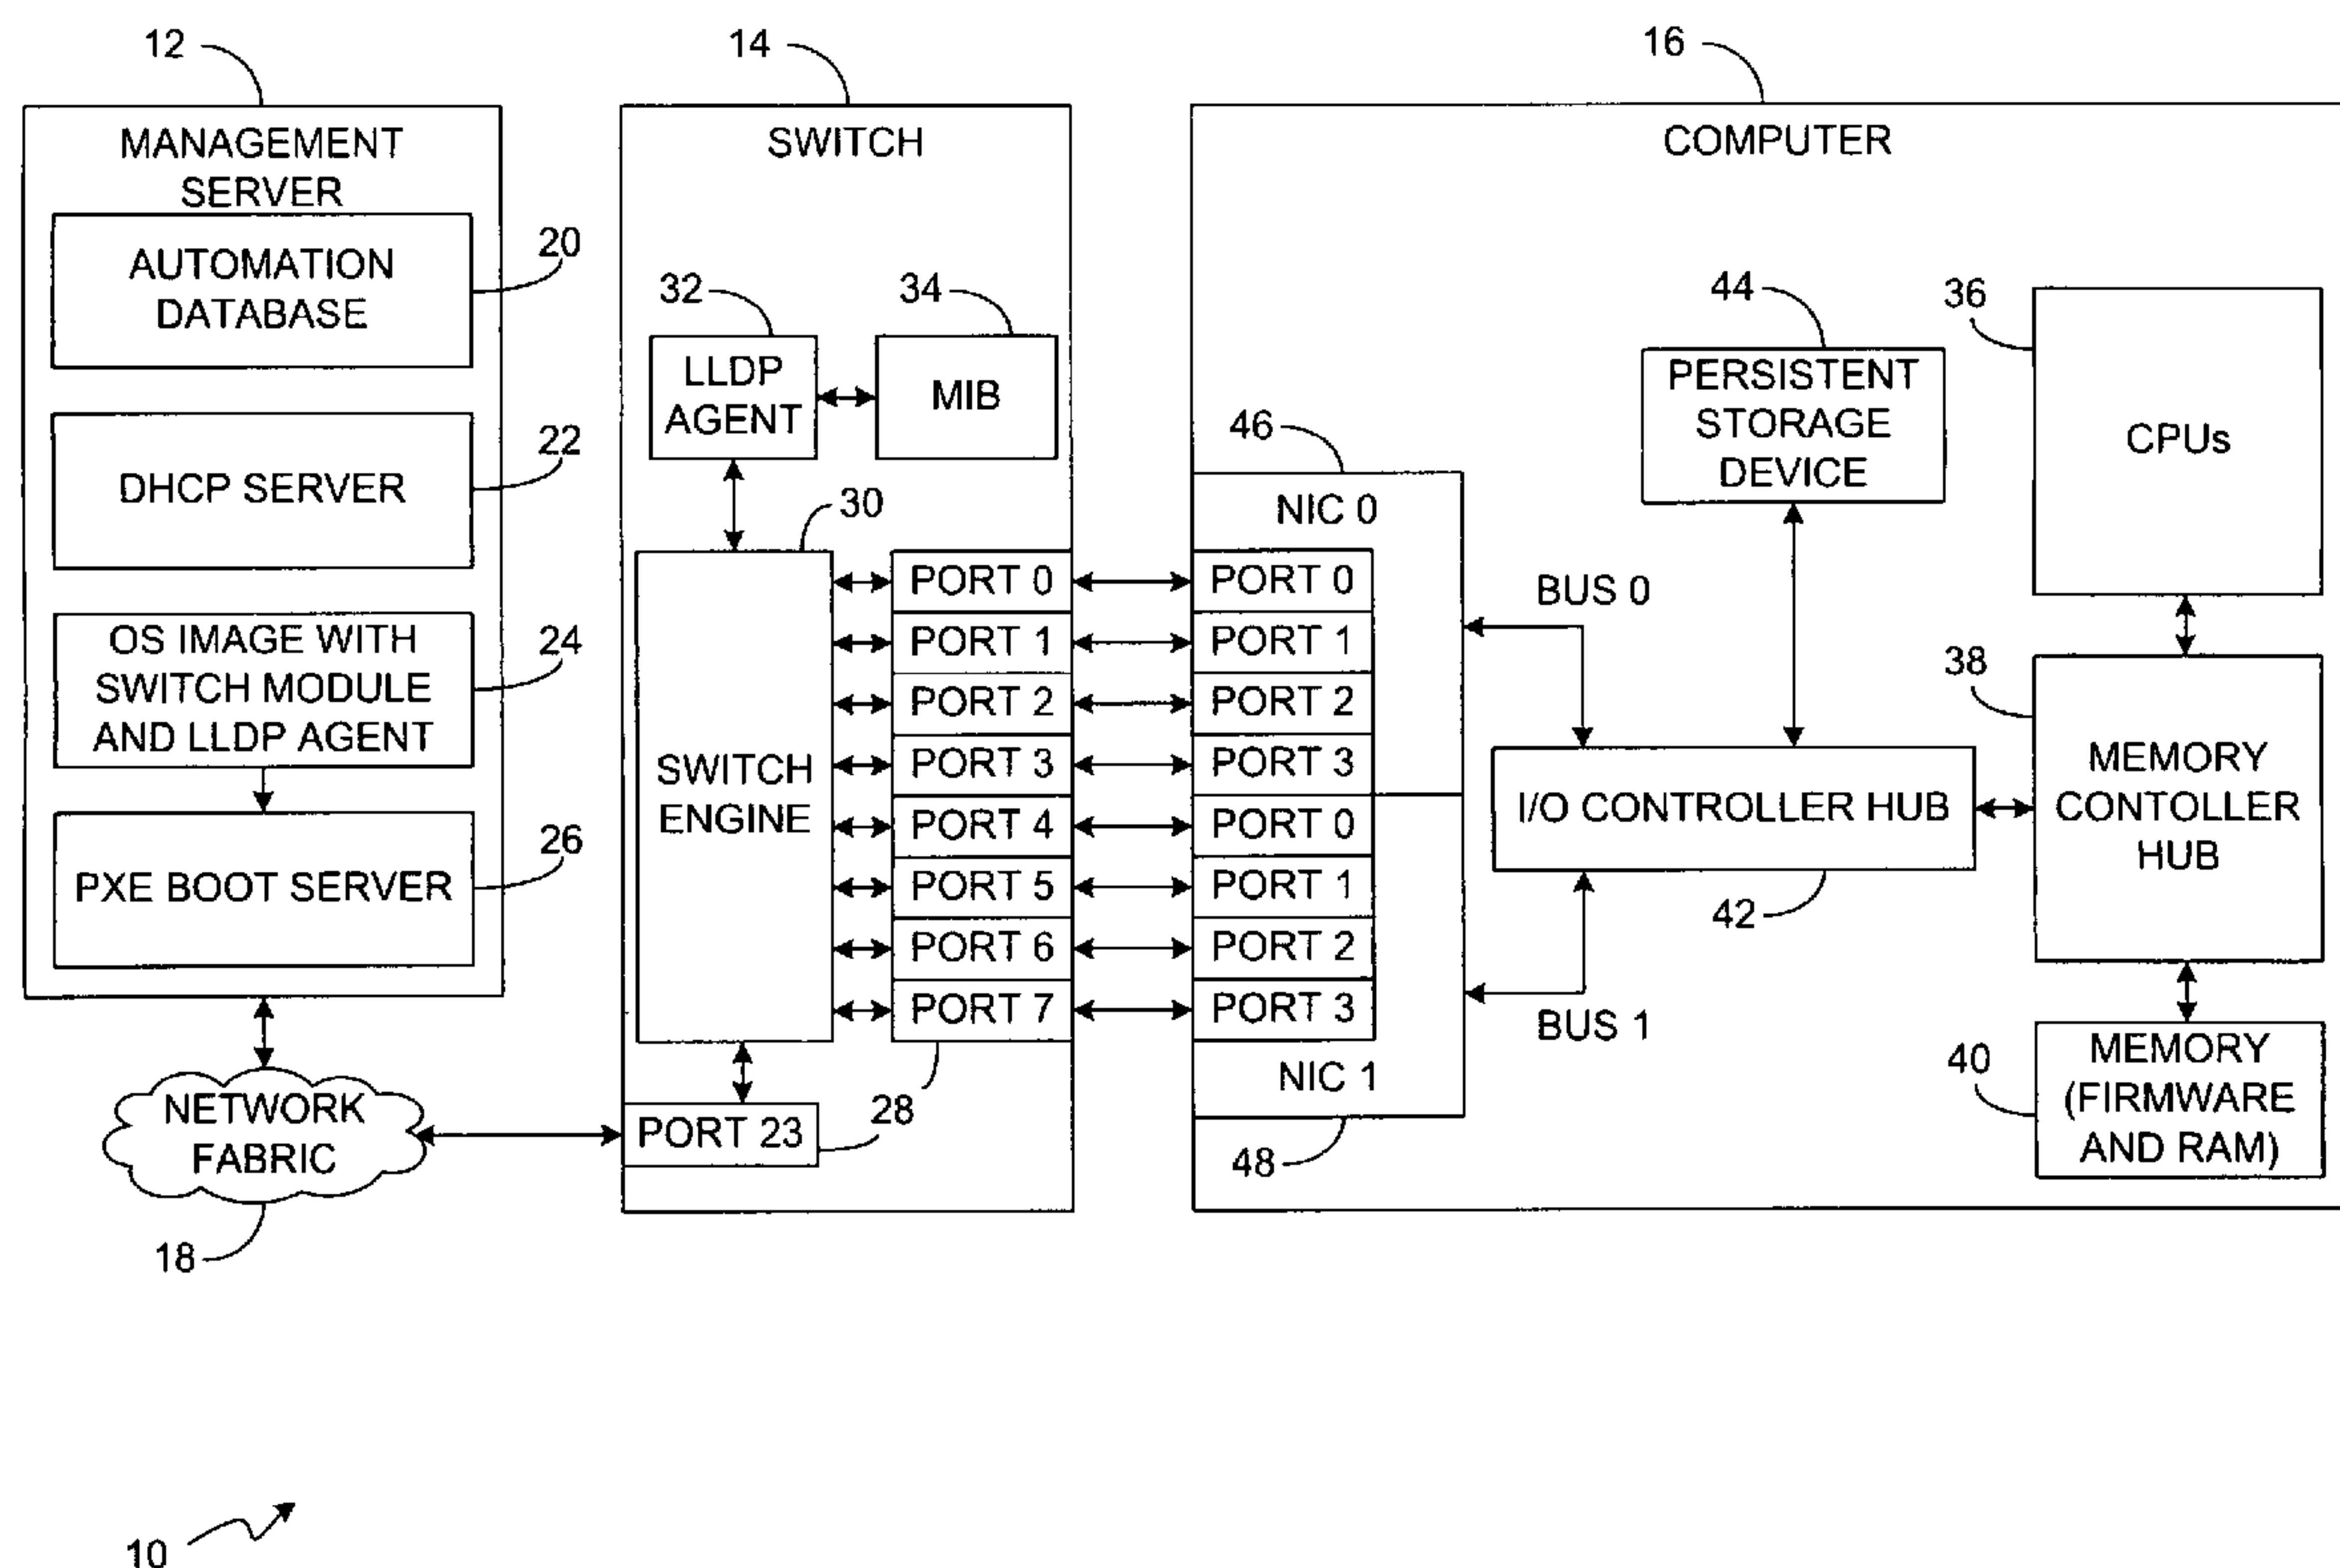 12
14
16
MANAGEMENT
SERVER
AUTOMATION
DATABASE
20
DHCP SERVER
22
OS IMAGE WITH
SWITCH MODULE
AND LLDP AGENT
24
PXE BOOT SERVER
26
NETWORK
FABRIC
18
SWITCH
32
LLDP
AGENT
34
MIB
30
SWITCH
ENGINE
PORT 0
PORT 1
PORT 2
PORT 3
PORT 4
PORT 5
PORT 6
PORT 7
PORT 23
28
COMPUTER
46
NIC 0
PORT 0
PORT 1
PORT 2
PORT 3
PORT 0
PORT 1
PORT 2
PORT 3
NIC 1
48
BUS 0
BUS 1
44
PERSISTENT
STORAGE
DEVICE
I/O CONTROLLER HUB
42
36
CPUs
38
MEMORY
CONTOLLER
HUB
40
MEMORY
(FIRMWARE
AND RAM)
10